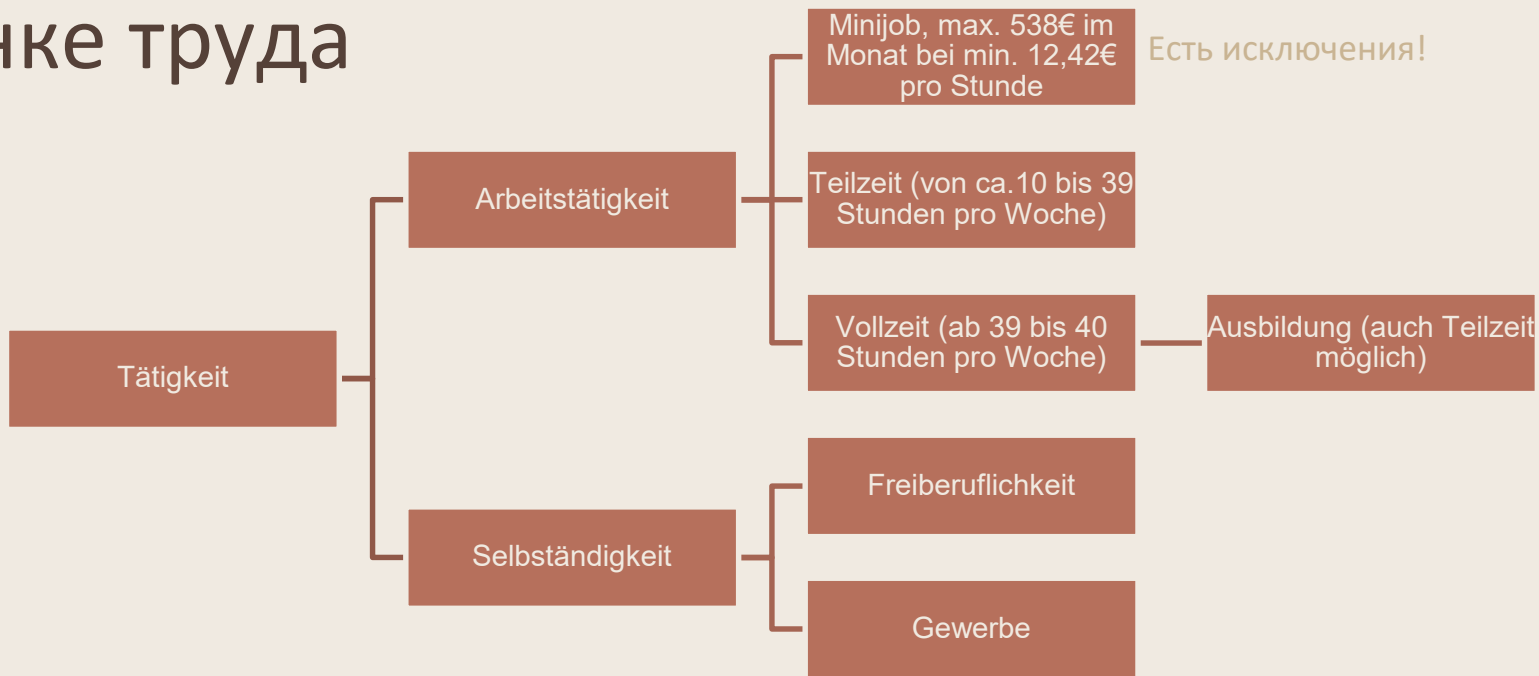 нке труда
Minijob, max. 538€ im
Monat bei min. 12,42€
pro Stunde
Есть исключения!
Arbeitstätigkeit
Teilzeit (von ca.10 bis 39
Stunden pro Woche)
Vollzeit (ab 39 bis 40
Stunden pro Woche)
Ausbildung (auch Teilzeit
möglich)
Tätigkeit
Freiberuflichkeit
Selbständigkeit
Gewerbe